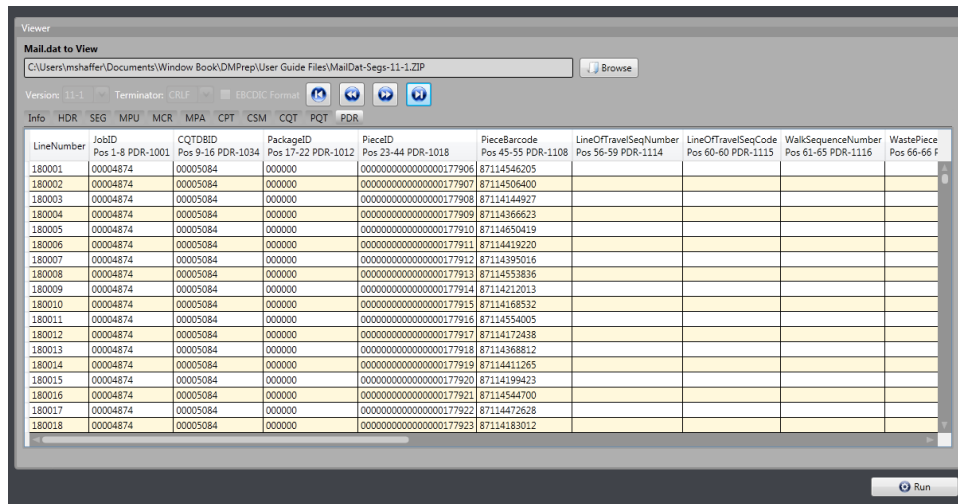 Viewer
Mail.dat to View
C:\Users\mshaffer\Documents\Window Book\DMPrep\User Guide Files\MailDat-Segs-11-1.ZIP Browse
Version: 11-1 Terminator: CRLF EBCDIC Format
Info HDR SEG MPU MCR MPA CPT CSM CQT PQT PDR
LineNumber JobID CQTDBID PackageID PieceID PieceBarcode LineOfTravelSeqNumber LineOfTravelSeqCode WalkSequenceNumber WastePiece
Pos 1-8 PDR-1001 Pos 9-16 PDR-1034 Pos 17-22 PDR-1012 Pos 23-44 PDR-1018 Pos 45-55 PDR-1108 Pos 56-59 PDR-1114 Pos 60-60 PDR-1115 Pos 61-65 PDR-1116 Pos 66-66 P
180001 00004874 00005084 000000 0000000000000000177906 87114546205
180002 00004874 00005084 000000 0000000000000000177907 87114506400
180003 00004874 00005084 000000 0000000000000000177908 87114144927
180004 00004874 00005084 000000 0000000000000000177909 87114366623
180005 00004874 00005084 000000 0000000000000000177910 87114650419
180006 00004874 00005084 000000 0000000000000000177911 87114419220
180007 00004874 00005084 000000 0000000000000000177912 87114395016
180008 00004874 00005084 000000 0000000000000000177913 87114553836
180009 00004874 00005084 000000 0000000000000000177914 87114212013
180010 00004874 00005084 000000 0000000000000000177915 87114168532
180011 00004874 00005084 000000 0000000000000000177916 87114554005
180012 00004874 00005084 000000 0000000000000000177917 87114172438
180013 00004874 00005084 000000 0000000000000000177918 87114368812
180014 00004874 00005084 000000 0000000000000000177919 87114411265
180015 00004874 00005084 000000 0000000000000000177920 87114199423
180016 00004874 00005084 000000 0000000000000000177921 87114544700
180017 00004874 00005084 000000 0000000000000000177922 87114472628
180018 00004874 00005084 000000 0000000000000000177923 87114183012
Run